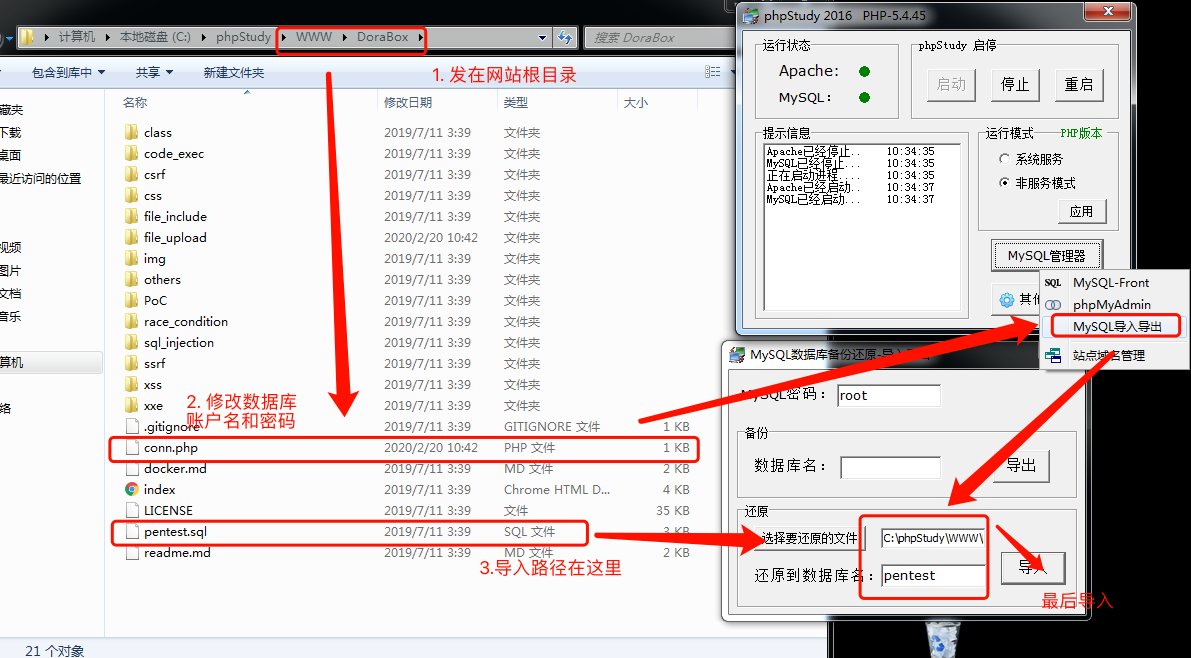 计算机 ▸ 本地磁盘 (C:) ▸ phpStudy ▸ WWW ▸ DoraBox ▸
搜索 DoraBox
包含到库中 共享 新建文件夹
1. 发在网站根目录
名称 修改日期 类型 大小
class 2019/7/11 3:39 文件夹
code_exec 2019/7/11 3:39 文件夹
csrf 2019/7/11 3:39 文件夹
css 2019/7/11 3:39 文件夹
file_include 2019/7/11 3:39 文件夹
file_upload 2020/2/20 10:42 文件夹
img 2019/7/11 3:39 文件夹
others 2019/7/11 3:39 文件夹
PoC 2019/7/11 3:39 文件夹
race_condition 2019/7/11 3:39 文件夹
sql_injection 2019/7/11 3:39 文件夹
ssrf 2019/7/11 3:39 文件夹
xss 2019/7/11 3:39 文件夹
xxe 2019/7/11 3:39 文件夹
2. 修改数据库
账户名和密码
.gitignore 2019/7/11 3:39 GITIGNORE 文件 1 KB
conn.php 2020/2/20 10:42 PHP 文件 1 KB
docker.md 2019/7/11 3:39 MD 文件 2 KB
index 2019/7/11 3:39 Chrome HTML D... 4 KB
LICENSE 2019/7/11 3:39 文件 35 KB
pentest.sql 2019/7/11 3:39 SQL 文件 3 KB
readme.md 2019/7/11 3:39 MD 文件 2 KB
3.导入路径在这里
藏夹
下载
桌面
最近访问的位置
视频
图片
文档
音乐
算机
络
21 个对象
phpStudy 2016 PHP-5.4.45
运行状态
Apache:
MySQL:
phpStudy 启停
启动 停止 重启
提示信息
Apache已经停止.. 10:34:35
MySQL已经停止... 10:34:35
正在启动进程.... 10:34:35
Apache已经启动.. 10:34:37
MySQL已经启动... 10:34:37
运行模式 PHP版本
系统服务
非服务模式
应用
MySQL管理器
其他
SQL MySQL-Front
phpMyAdmin
MySQL导入导出
站点域名管理
MySQL数据库备份还原-导入
MySQL密码： root
备份
数据库名：
导出
还原
选择要还原的文件 C:\phpStudy\WWW\
还原到数据库名： pentest
导入
最后导入